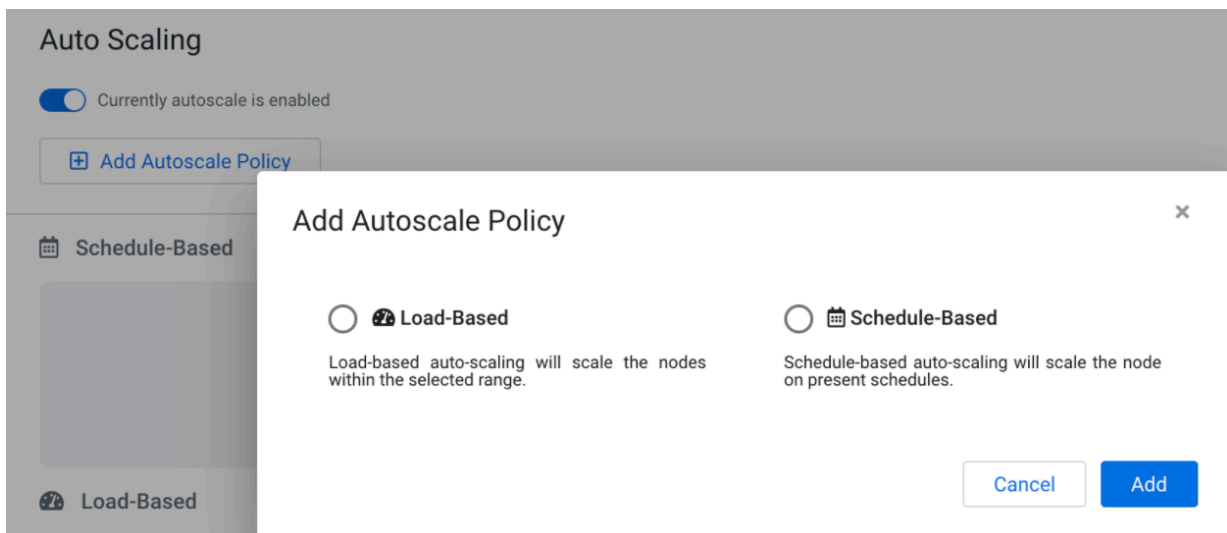 Auto Scaling
Currently autoscale is enabled
Add Autoscale Policy
Schedule-Based
Load-Based
Add Autoscale Policy
×
Load-Based
Load-based auto-scaling will scale the nodes
within the selected range.
Schedule-Based
Schedule-based auto-scaling will scale the node
on present schedules.
Cancel
Add